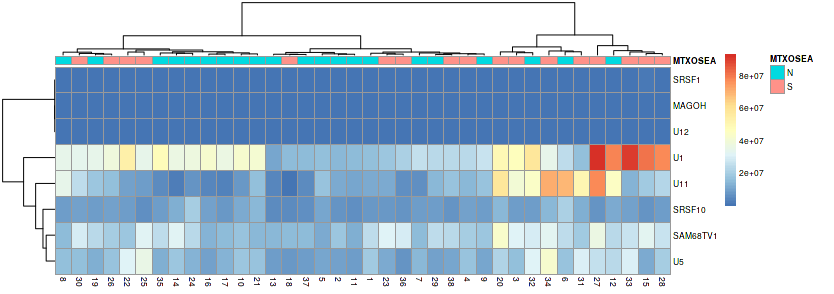 MTXOSEA
SRSF1
MAGOH
U12
U1
U11
SRSF10
SAM68TV1
U5
8 30 19 26 22 25 35 14 24 16 17 10 21 13 18 37 5 2 11 1 23 36 7 29 38 4 9 20 3 32 34 6 31 27 12 33 15 28
8e+07
6e+07
4e+07
2e+07
MTXOSEA
N
S